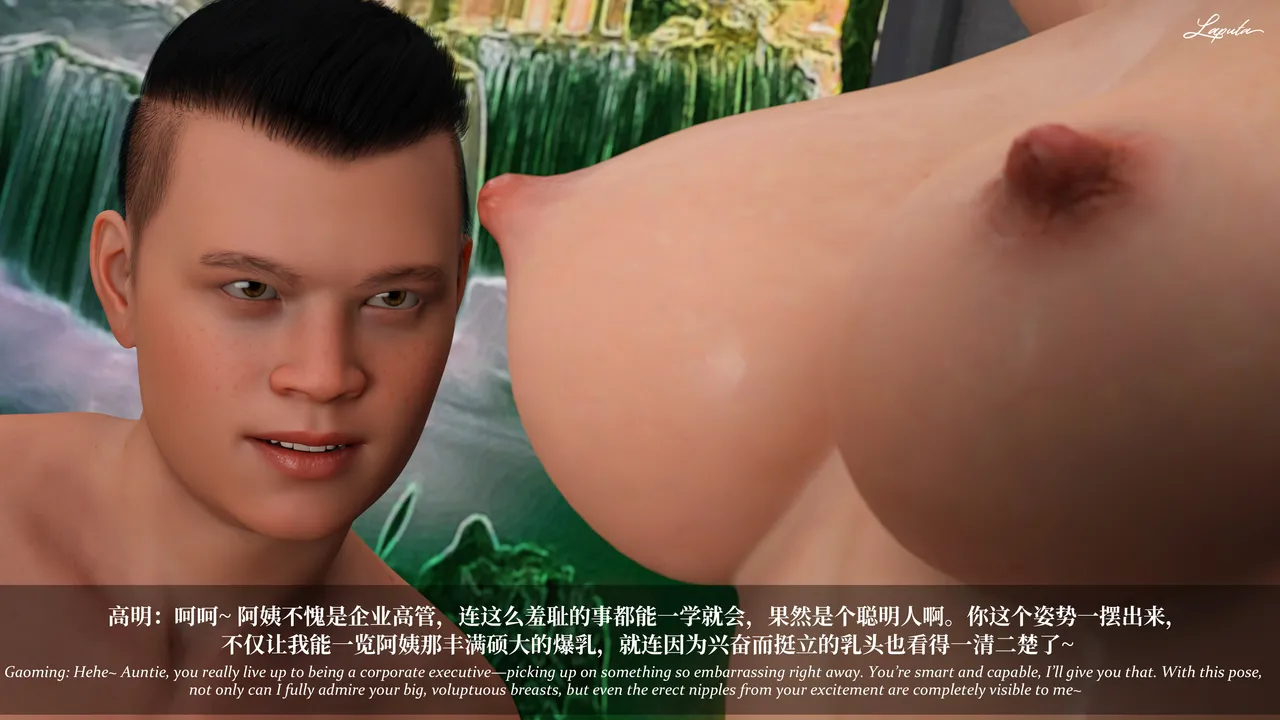 Laputa
高明：呵呵~ 阿姨不愧是企业高管，连这么羞耻的事都能一学就会，果然是个聪明人啊。你这个姿势一摆出来，
不仅让我能一览阿姨那丰满硕大的爆乳，就连因为兴奋而挺立的乳头也看得一清二楚了~
Gaoming: Hehe~ Auntie, you really live up to being a corporate executive—picking up on something so embarrassing right away. You’re smart and capable, I’ll give you that. With this pose,
not only can I fully admire your big, voluptuous breasts, but even the erect nipples from your excitement are completely visible to me~